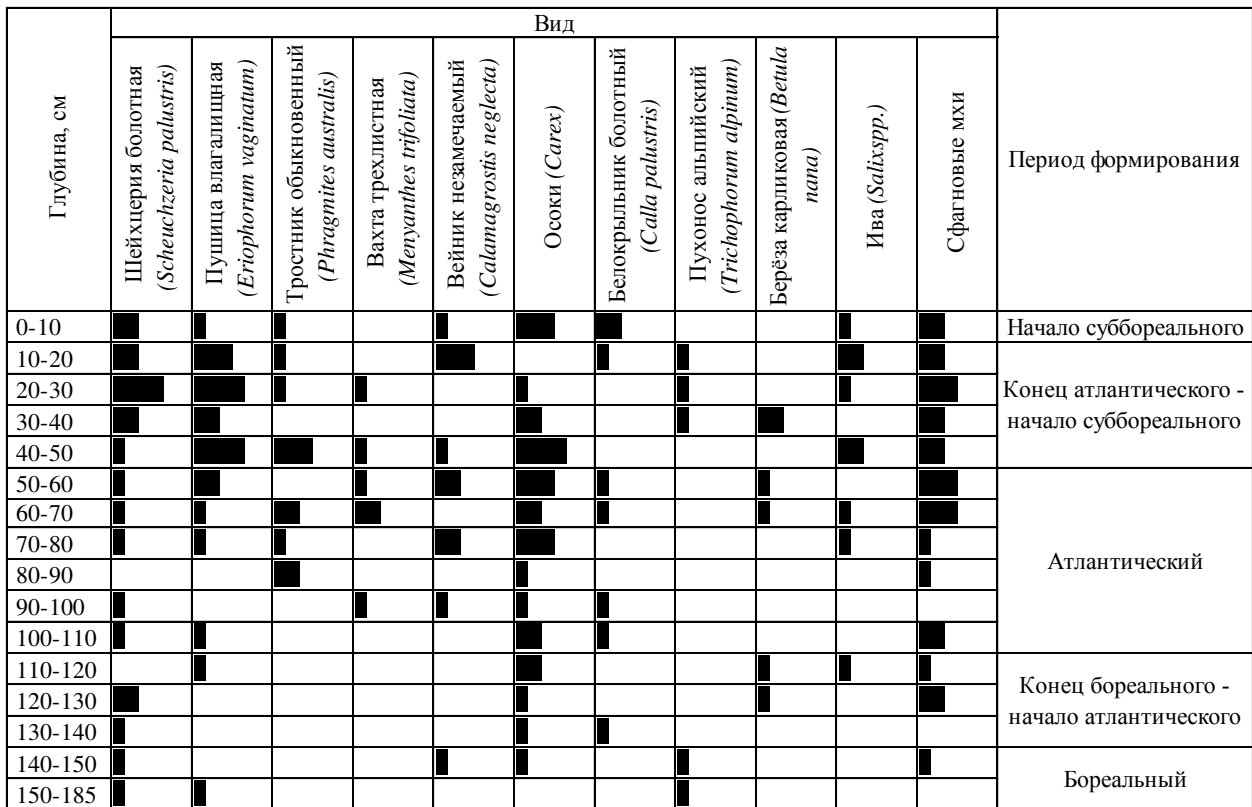 Глубина, см
Вид
Период формирования
Шейхцерия болотная
(Scheuchzeria palustris)
Пушица влагалищная
(Eriophorum vaginatum)
Тростник обыкновенный
(Phragmites australis)
Вахта трехлистная
(Menyanthes trifoliata)
Вейник незамечаемый
(Calamagrostis neglecta)
Осоки (Carex)
Белокрыльник болотный
(Calla palustris)
Пухонос альпийский
(Trichophorum alpinum)
Берёза карликовая (Betula
nana)
Ива (Salixspp.)
Сфагновые мхи
0-10
Начало суббореального
10-20
20-30
30-40
40-50
Конец атлантического -
начало суббореального
50-60
60-70
70-80
80-90
90-100
100-110
Атлантический
110-120
120-130
130-140
Конец бореального -
начало атлантического
140-150
150-185
Бореальный